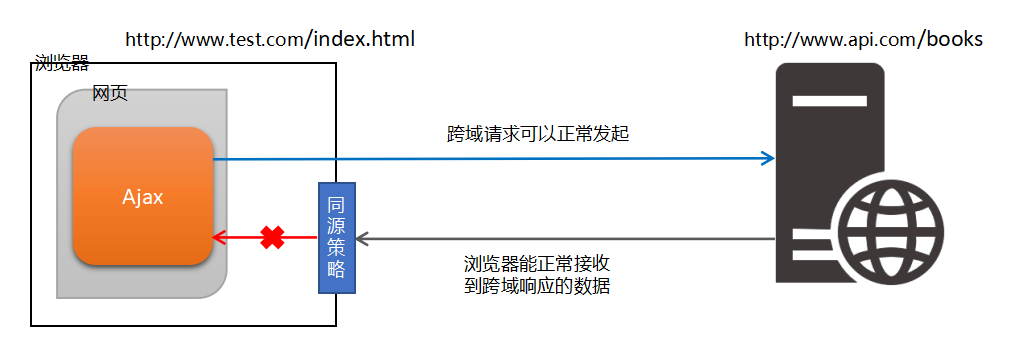 http://www.test.com/index.html
http://www.api.com/books
浏览器
网页
跨域请求可以正常发起
Ajax
同
源
策
略
浏览器能正常接收
到跨域响应的数据